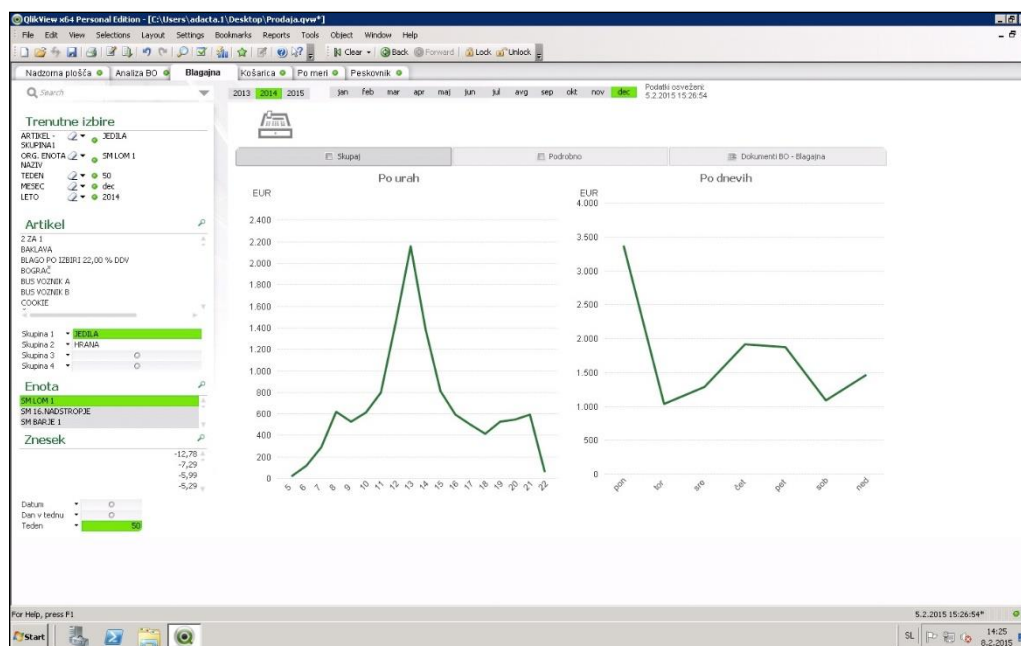 QlikView x64 Personal Edition - [C:\Users\adacta.1\Desktop\Prodaja.qvw*]
File Edit View Selections Layout Settings Bookmarks Reports Tools Object Window Help
Clear Back Forward Lock Unlock
Nadzorna plošča Analiza BO Blagajna Košarica Po meri Peskovnik
Search
2013 2014 2015 jan feb mar apr maj jun jul avg sep okt nov dec
Podatki osveženi:
5.2.2015 15:26:54
Trenutne izbire
ARTIKEL - SKUPINA1 JEDILA
ORG. ENOTA NAZIV SM LOM 1
TEDEN 50
MESEC dec
LETO 2014
Artikel
2 ZA 1
BAKLAVA
BLAGO PO IZBIRI 22,00 % DDV
BOGRAČ
BUS VOZNIK A
BUS VOZNIK B
COOKIE
Skupina 1 JEDILA
Skupina 2 HRANA
Skupina 3
Skupina 4
Enota
SM LOM 1
SM 16.NADSTROPJE
SM BARJE 1
Znesek
-12,78
-7,29
-5,99
-5,29
Datum
Dan v tednu
Teden 50
Skupaj Podrobno Dokumenti BO - Blagajna
Po urah
EUR
2.400
2.200
2.000
1.800
1.600
1.400
1.200
1.000
800
600
400
200
0
5 6 7 8 9 10 11 12 13 14 15 16 17 18 19 20 21 22
Po dnevih
EUR
4.000
3.500
3.000
2.500
2.000
1.500
1.000
500
0
pon tor sre čet pet sob ned
For Help, press F1
5.2.2015 15:26:54*
Start
SL
14:25
8.2.2015